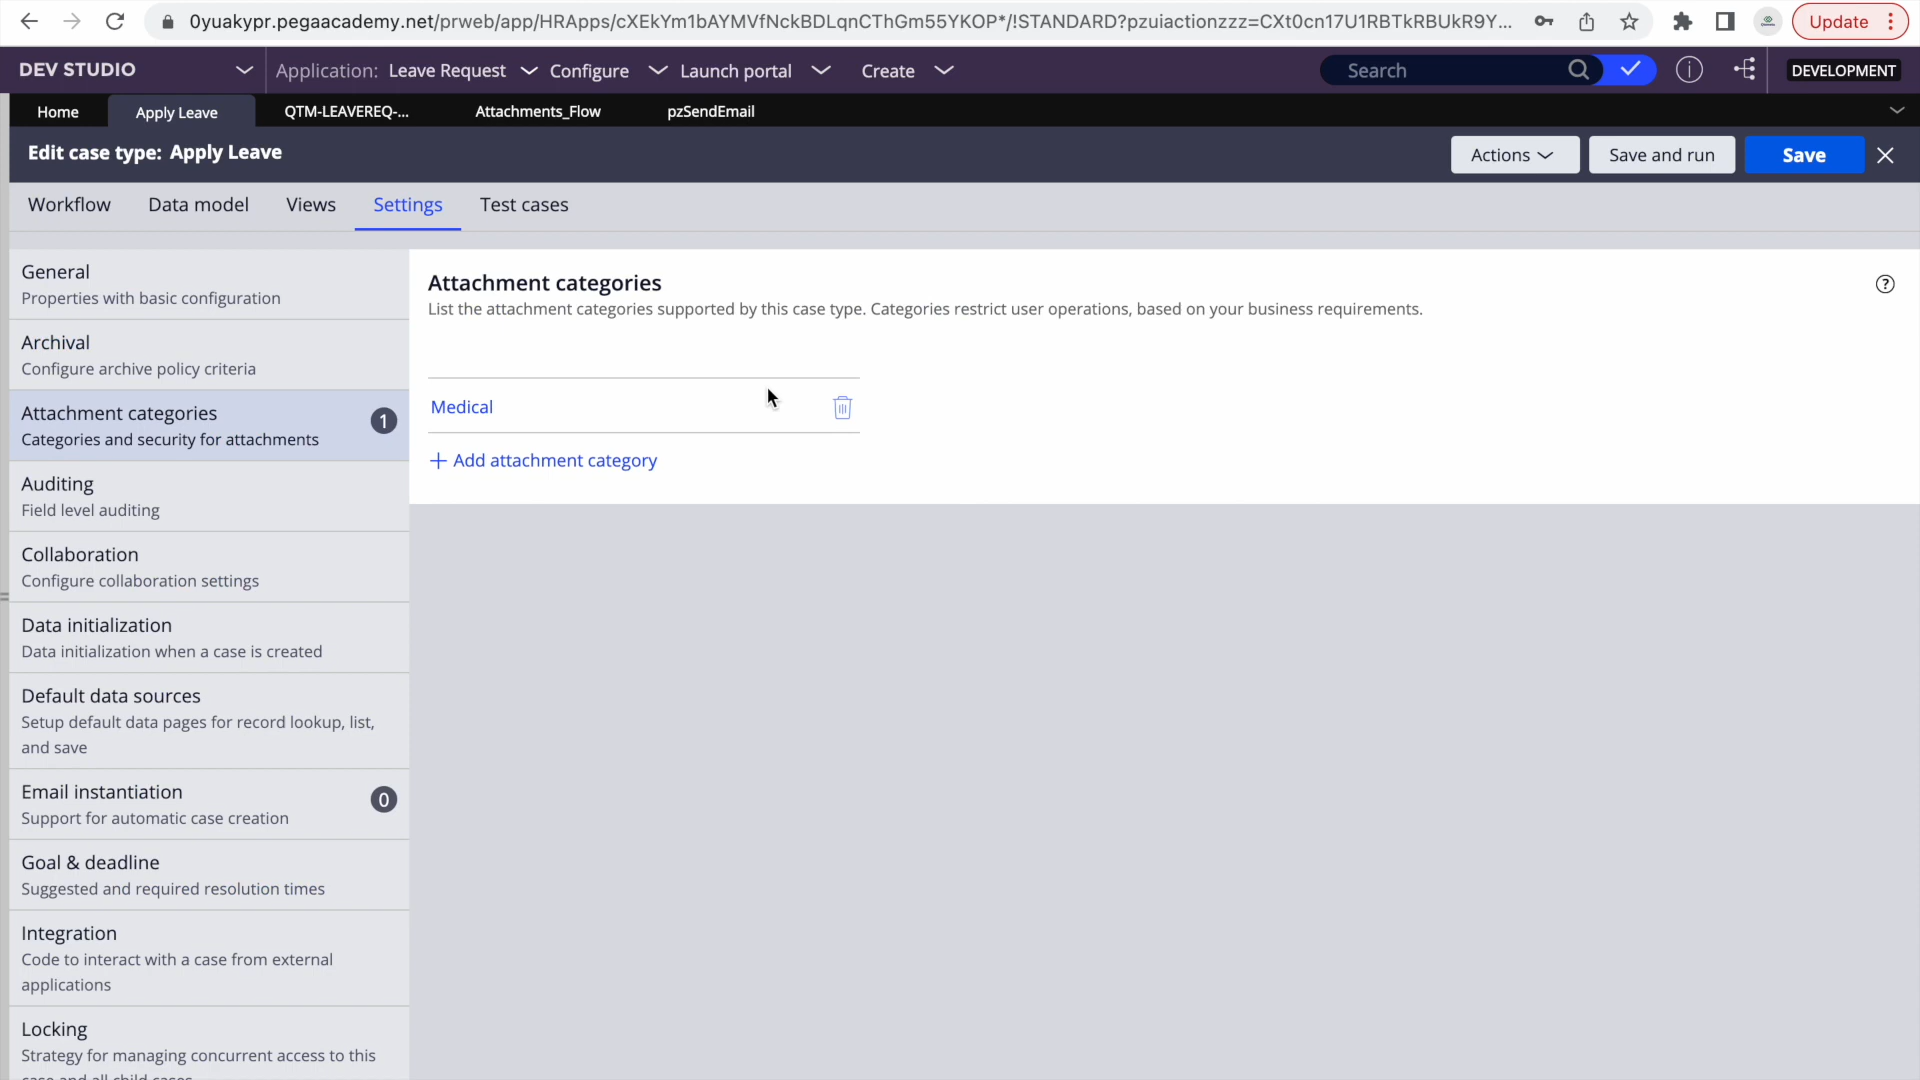 0yuakypr.pegaacademy.net/prweb/app/HRApps/cXEkYm1bAYMVfNckBDLqnCThGm55YKOP*/!STANDARD?pzuiactionzzz=CXt0cn17U1RBTkRBUkR9Y...
Update
DEV STUDIO
Application: Leave Request
Configure
Launch portal
Create
Search
DEVELOPMENT
Home
Apply Leave
QTM-LEAVEREQ-...
Attachments_Flow
pzSendEmail
Edit case type: Apply Leave
Actions
Save and run
Save
Workflow
Data model
Views
Settings
Test cases
General
Properties with basic configuration
Archival
Configure archive policy criteria
Attachment categories
Categories and security for attachments
1
Auditing
Field level auditing
Collaboration
Configure collaboration settings
Data initialization
Data initialization when a case is created
Default data sources
Setup default data pages for record lookup, list,
and save
Email instantiation
Support for automatic case creation
0
Goal & deadline
Suggested and required resolution times
Integration
Code to interact with a case from external
applications
Locking
Strategy for managing concurrent access to this
case and all child cases
Attachment categories
?
List the attachment categories supported by this case type. Categories restrict user operations, based on your business requirements.
Medical
+ Add attachment category